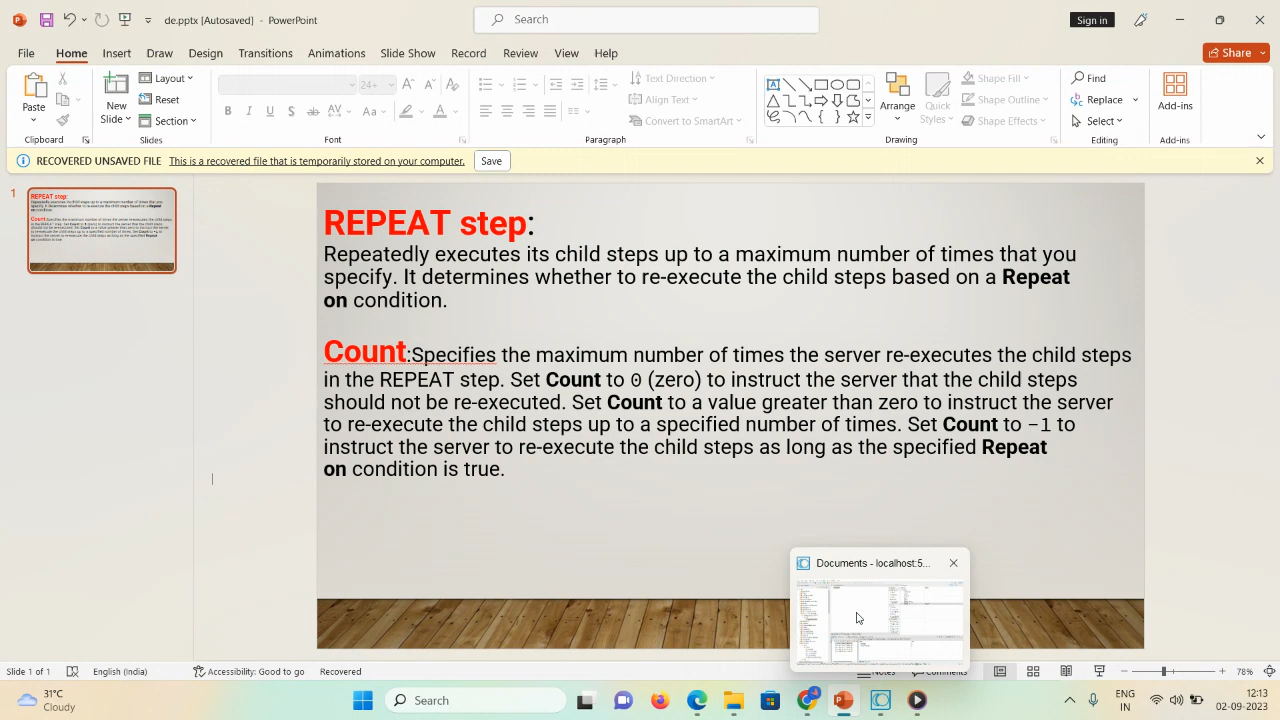 de.pptx [Autosaved] - PowerPoint
Search
Sign in
File Home Insert Draw Design Transitions Animations Slide Show Record Review View Help
Share
Paste
New Slide
Layout
Reset
Section
24+
Text Direction
Align Text
Convert to SmartArt
Arrange
Quick Styles
Shape Fill
Shape Outline
Shape Effects
Find
Replace
Select
Add-ins
Clipboard Slides Font Paragraph Drawing Editing Add-ins
RECOVERED UNSAVED FILE This is a recovered file that is temporarily stored on your computer. Save
1
REPEAT step:
Repeatedly executes its child steps up to a maximum number of times that you
specify. It determines whether to re-execute the child steps based on a Repeat
on condition.
Count:Specifies the maximum number of times the server re-executes the child steps
in the REPEAT step. Set Count to 0 (zero) to instruct the server that the child steps
should not be re-executed. Set Count to a value greater than zero to instruct the server
to re-execute the child steps up to a specified number of times. Set Count to −1 to
instruct the server to re-execute the child steps as long as the specified Repeat
on condition is true.
Documents - localhost:5...
Slide 1 of 1 English (India) Accessibility: Good to go Recovered Notes Comments 78%
31°C
Cloudy
Search
4
ENG
IN
12:13
02-09-2023